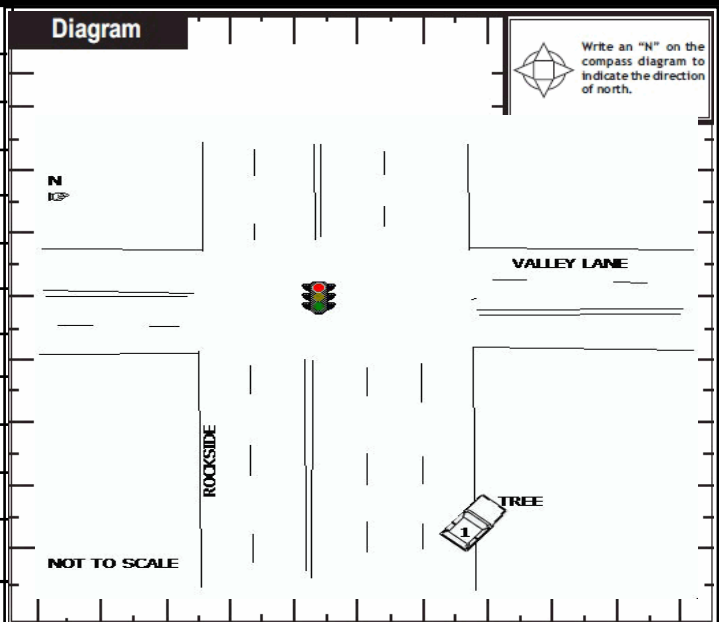 Diagram
Write an “N” on the
compass diagram to
indicate the direction
of north.
N
VALLEY LANE
ROCKSIDE
TREE
1
NOT TO SCALE